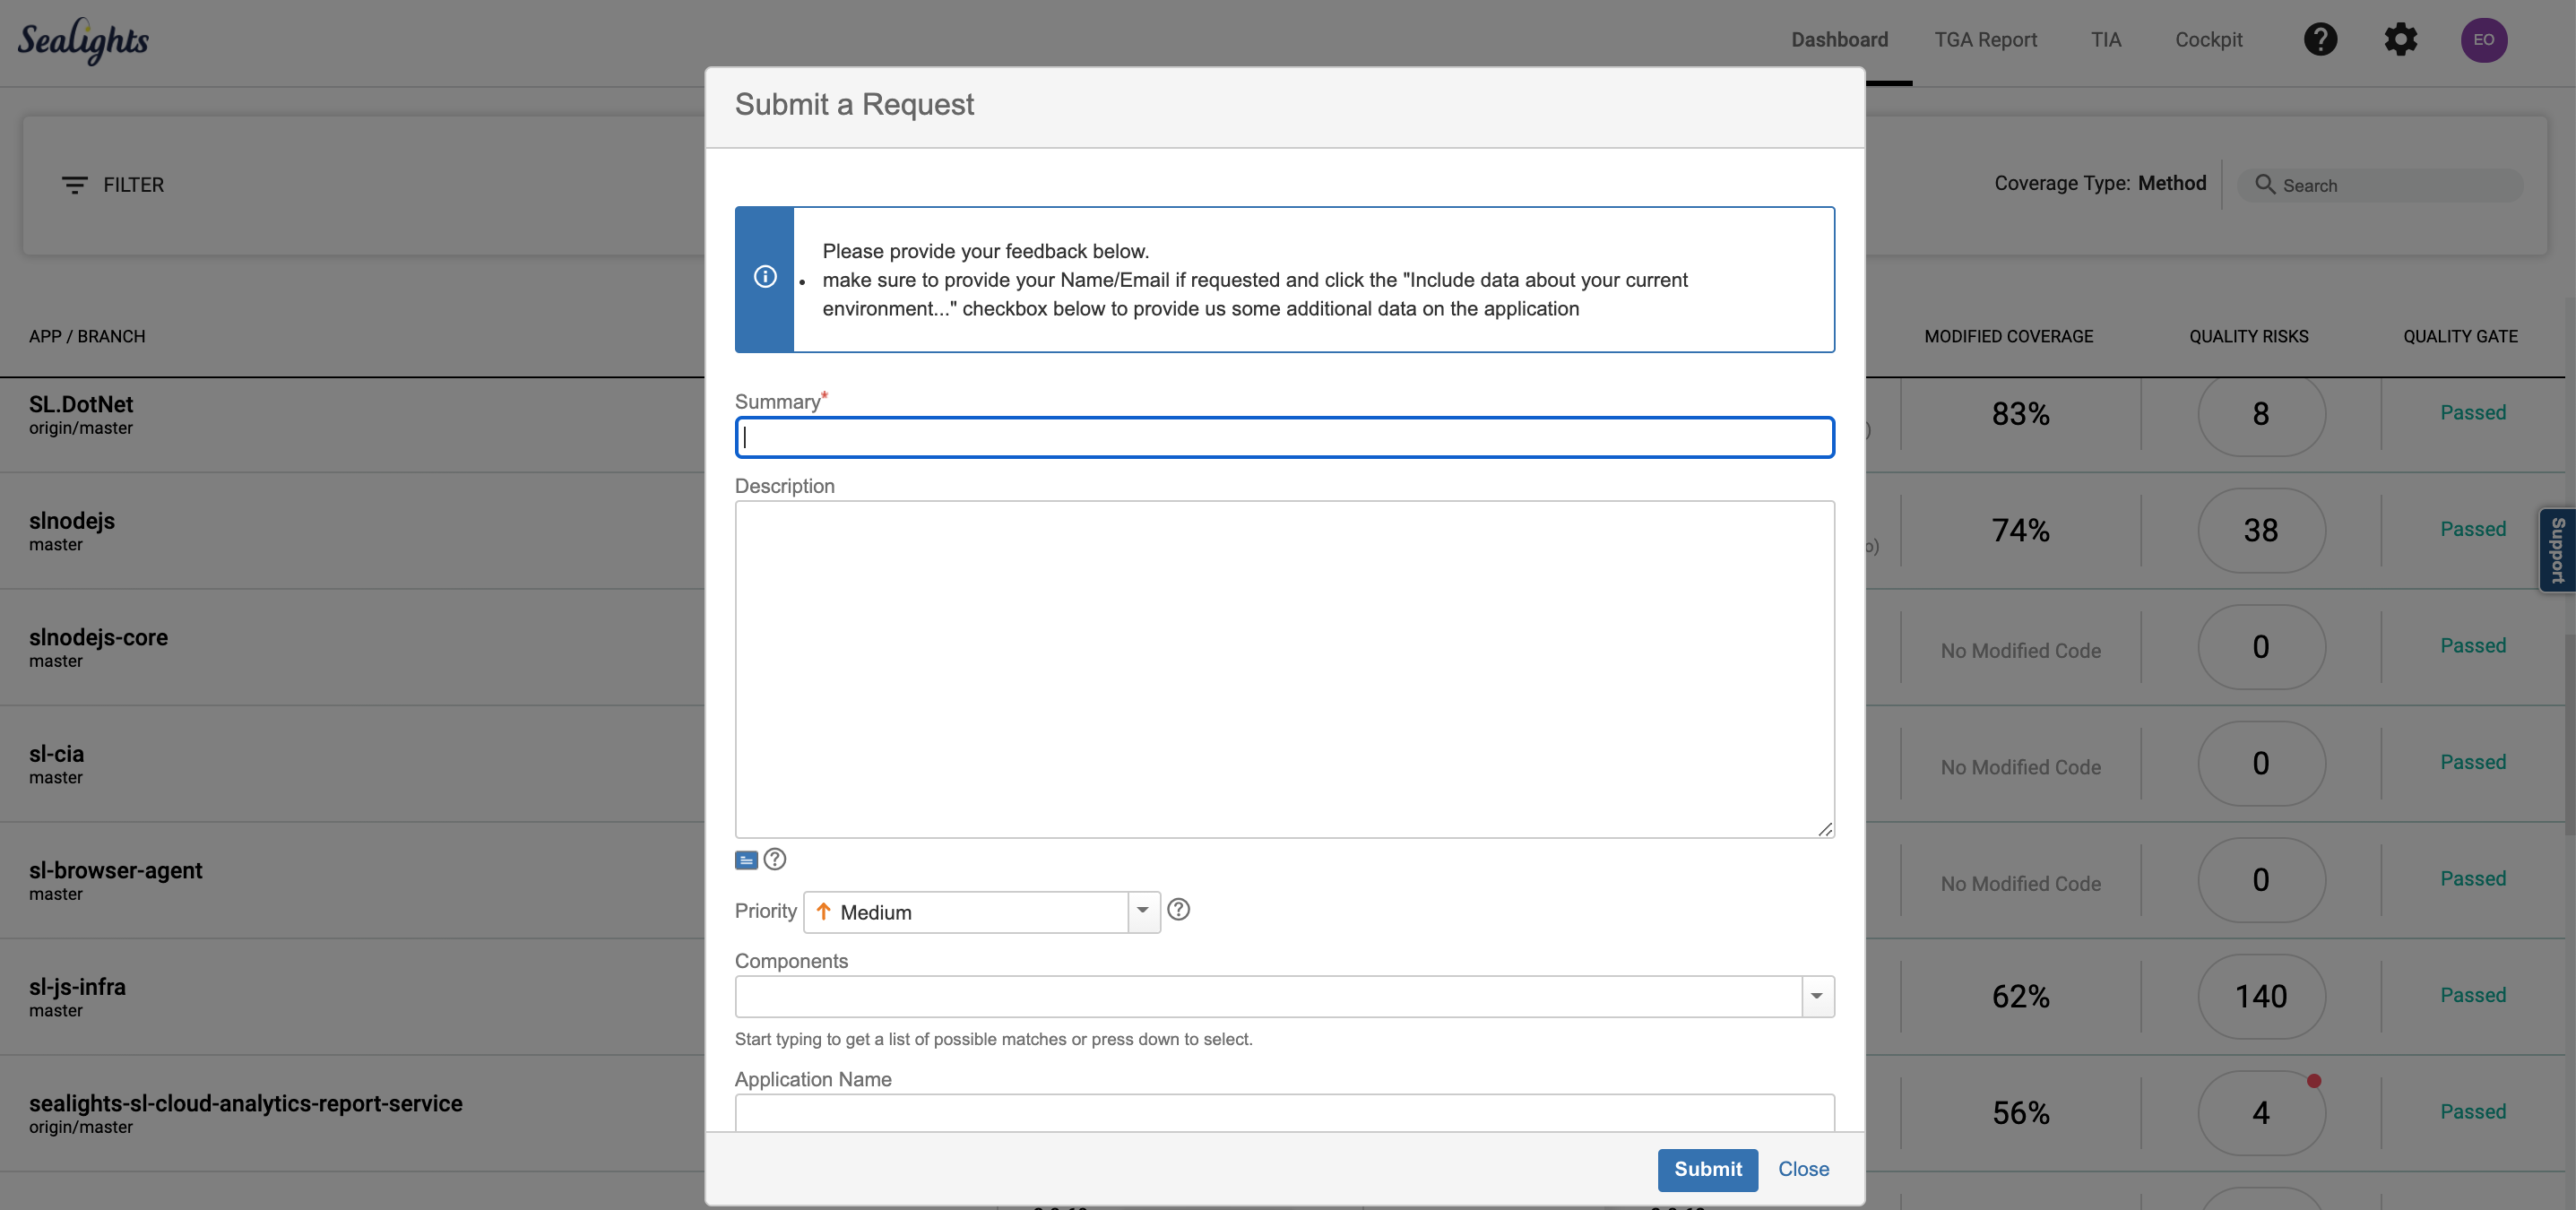 Sealights
Dashboard
TGA Report
TIA
Cockpit
EO
FILTER
Coverage Type: Method
Search
APP / BRANCH
MODIFIED COVERAGE
QUALITY RISKS
QUALITY GATE
SL.DotNet
origin/master
83%
8
Passed
slnodejs
master
74%
38
Passed
slnodejs-core
master
No Modified Code
0
Passed
sl-cia
master
No Modified Code
0
Passed
sl-browser-agent
master
No Modified Code
0
Passed
sl-js-infra
master
62%
140
Passed
sealights-sl-cloud-analytics-report-service
origin/master
56%
4
Passed
Support
Submit a Request
Please provide your feedback below.
• make sure to provide your Name/Email if requested and click the "Include data about your current
environment..." checkbox below to provide us some additional data on the application
Summary*
Description
Priority
Medium
Components
Start typing to get a list of possible matches or press down to select.
Application Name
Submit
Close